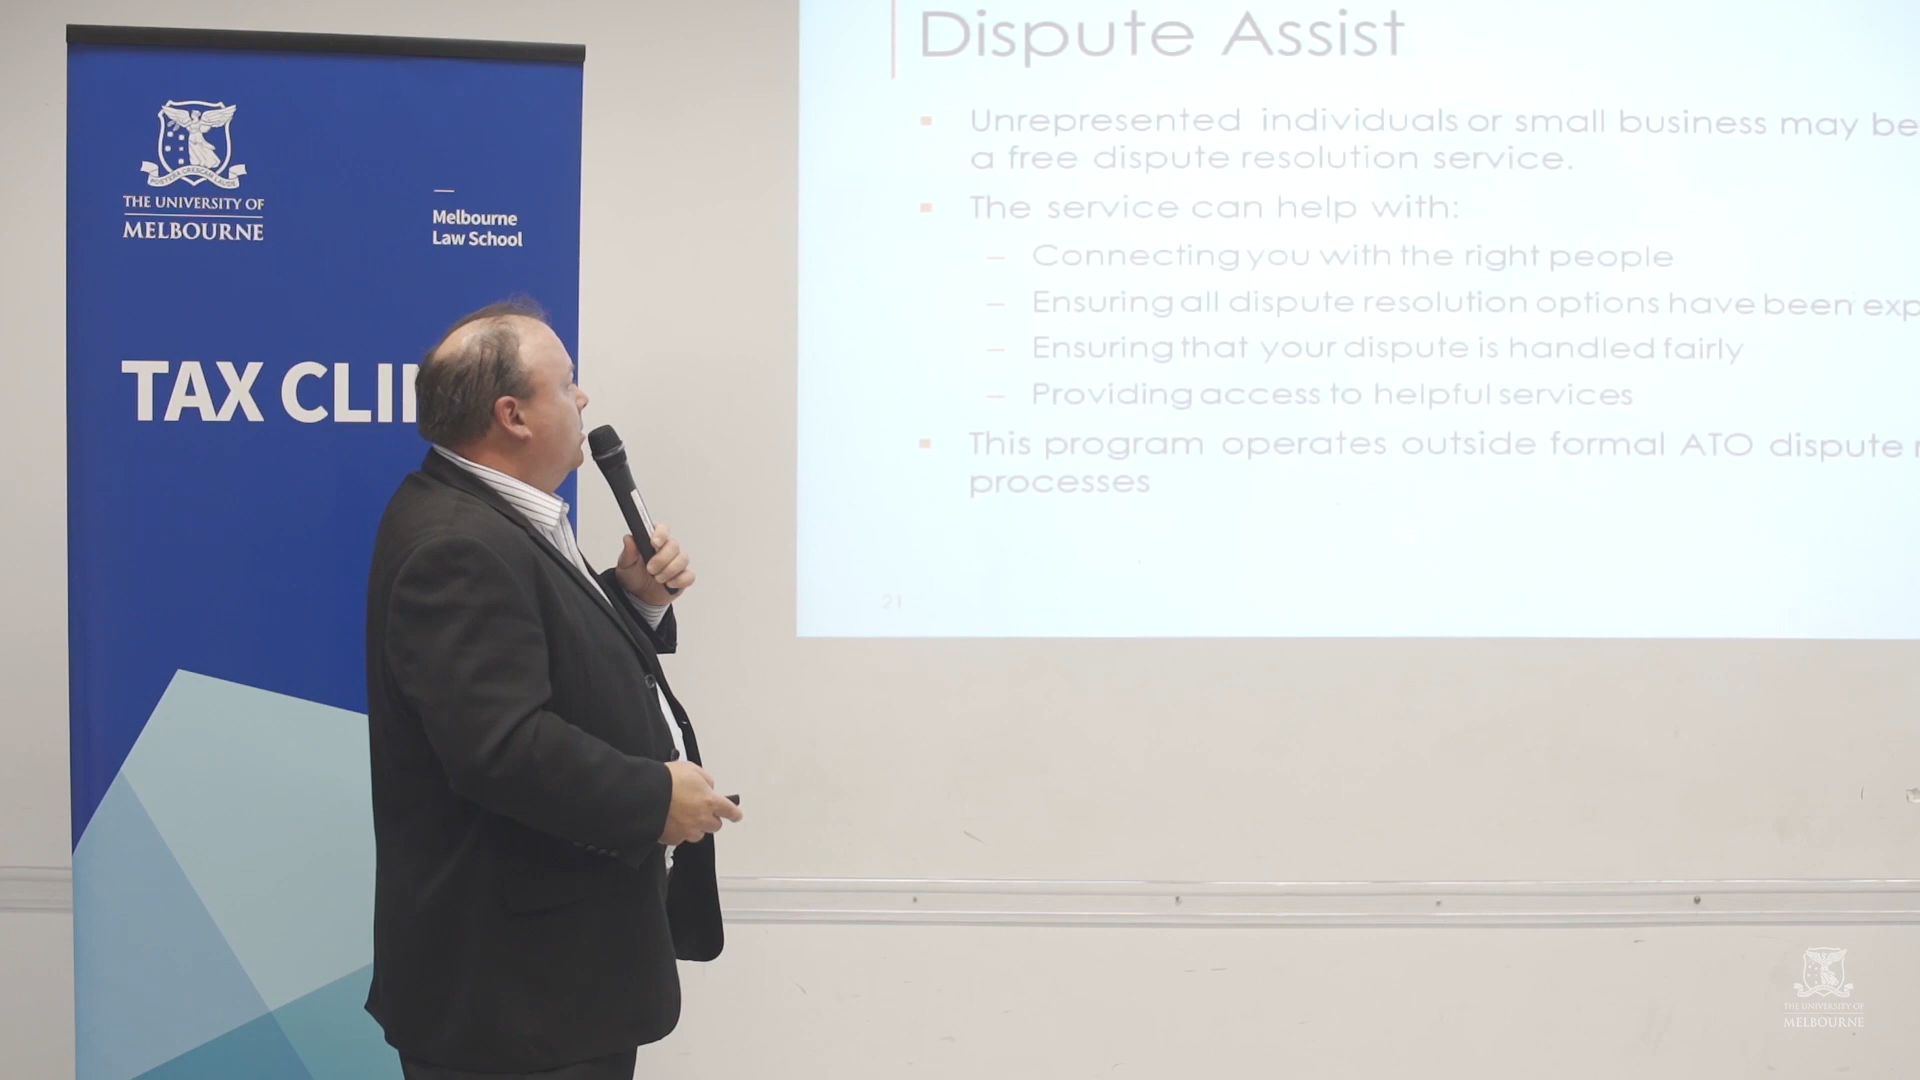 POSTERA CRESCAM LAUDE
THE UNIVERSITY OF
MELBOURNE
Melbourne
Law School
TAX CLI
Dispute Assist
Unrepresented individuals or small business may be
a free dispute resolution service.
The service can help with:
– Connecting you with the right people
– Ensuring all dispute resolution options have been exp
– Ensuring that your dispute is handled fairly
– Providing access to helpful services
This program operates outside formal ATO dispute r
processes
21
THE UNIVERSITY OF
MELBOURNE